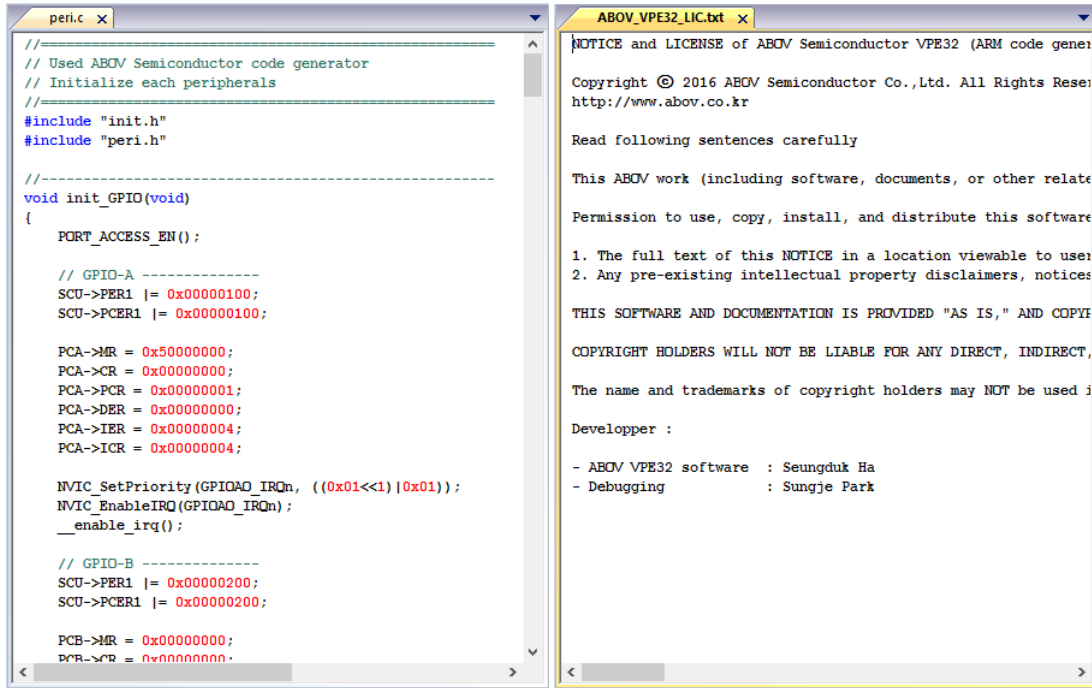 peri.c
//======================================================
// Used ABOV Semiconductor code generator
// Initialize each peripherals
//======================================================
#include "init.h"
#include "peri.h"
//------------------------------------------------------
void init_GPIO(void)
{
PORT_ACCESS_EN();
// GPIO-A --------------
SCU->PER1 |= 0x00000100;
SCU->PCER1 |= 0x00000100;
PCA->MR = 0x50000000;
PCA->CR = 0x00000000;
PCA->PCR = 0x00000001;
PCA->DER = 0x00000000;
PCA->IER = 0x00000004;
PCA->ICR = 0x00000004;
NVIC_SetPriority(GPIOAO_IRQn, ((0x01<<1)|0x01));
NVIC_EnableIRQ(GPIOAO_IRQn);
__enable_irq();
// GPIO-B --------------
SCU->PER1 |= 0x00000200;
SCU->PCER1 |= 0x00000200;
PCB->MR = 0x00000000;
PCB->CR = 0x00000000;
ABOV_VPE32_LIC.txt
NOTICE and LICENSE of ABOV Semiconductor VPE32 (ARM code gener
Copyright © 2016 ABOV Semiconductor Co.,Ltd. All Rights Reser
http://www.abov.co.kr
Read following sentences carefully
This ABOV work (including software, documents, or other relate
Permission to use, copy, install, and distribute this software
1. The full text of this NOTICE in a location viewable to user
2. Any pre-existing intellectual property disclaimers, notices
THIS SOFTWARE AND DOCUMENTATION IS PROVIDED "AS IS," AND COPYR
COPYRIGHT HOLDERS WILL NOT BE LIABLE FOR ANY DIRECT, INDIRECT,
The name and trademarks of copyright holders may NOT be used i
Developper :
- ABOV VPE32 software : Seungduk Ha
- Debugging : Sungje Park